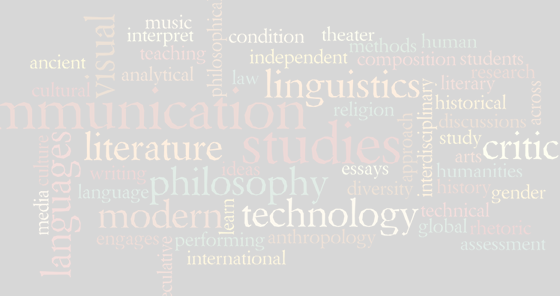 music
visual
interpret
philosophica
condition
theater
methods
human
teaching
independent
composition
students
ancient
analytical
law
research
linguistics
literary
cultural
mmunication
religion
interdisciplinary
historical
across
discussions
culture
literature
studies
approach
study
arts
critic
languages
writing
ideas
essays
humanities
language
philosophy
diversity
history
gender
media
modern
learn
technology
technical
global
rhetoric
engages
performing
anthropology
assessment
eculative
international